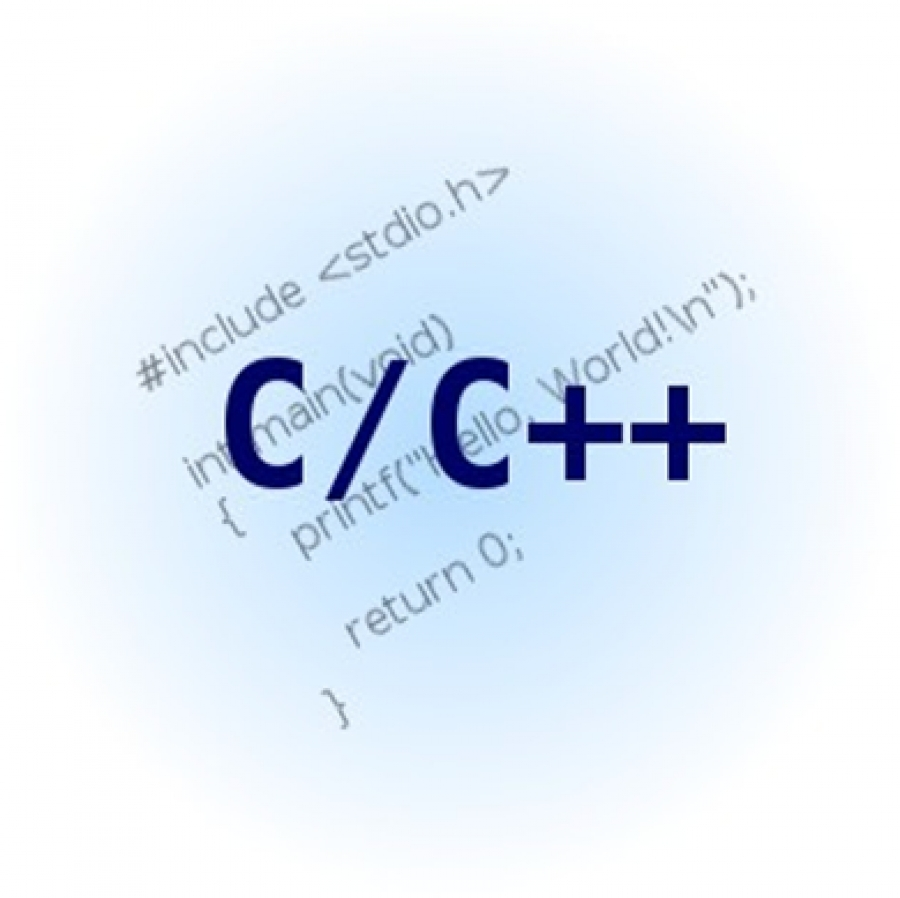 #include <stdio.h>
int main(void)
C/C++
{
printf("Hello, World!\n");
return 0;
}